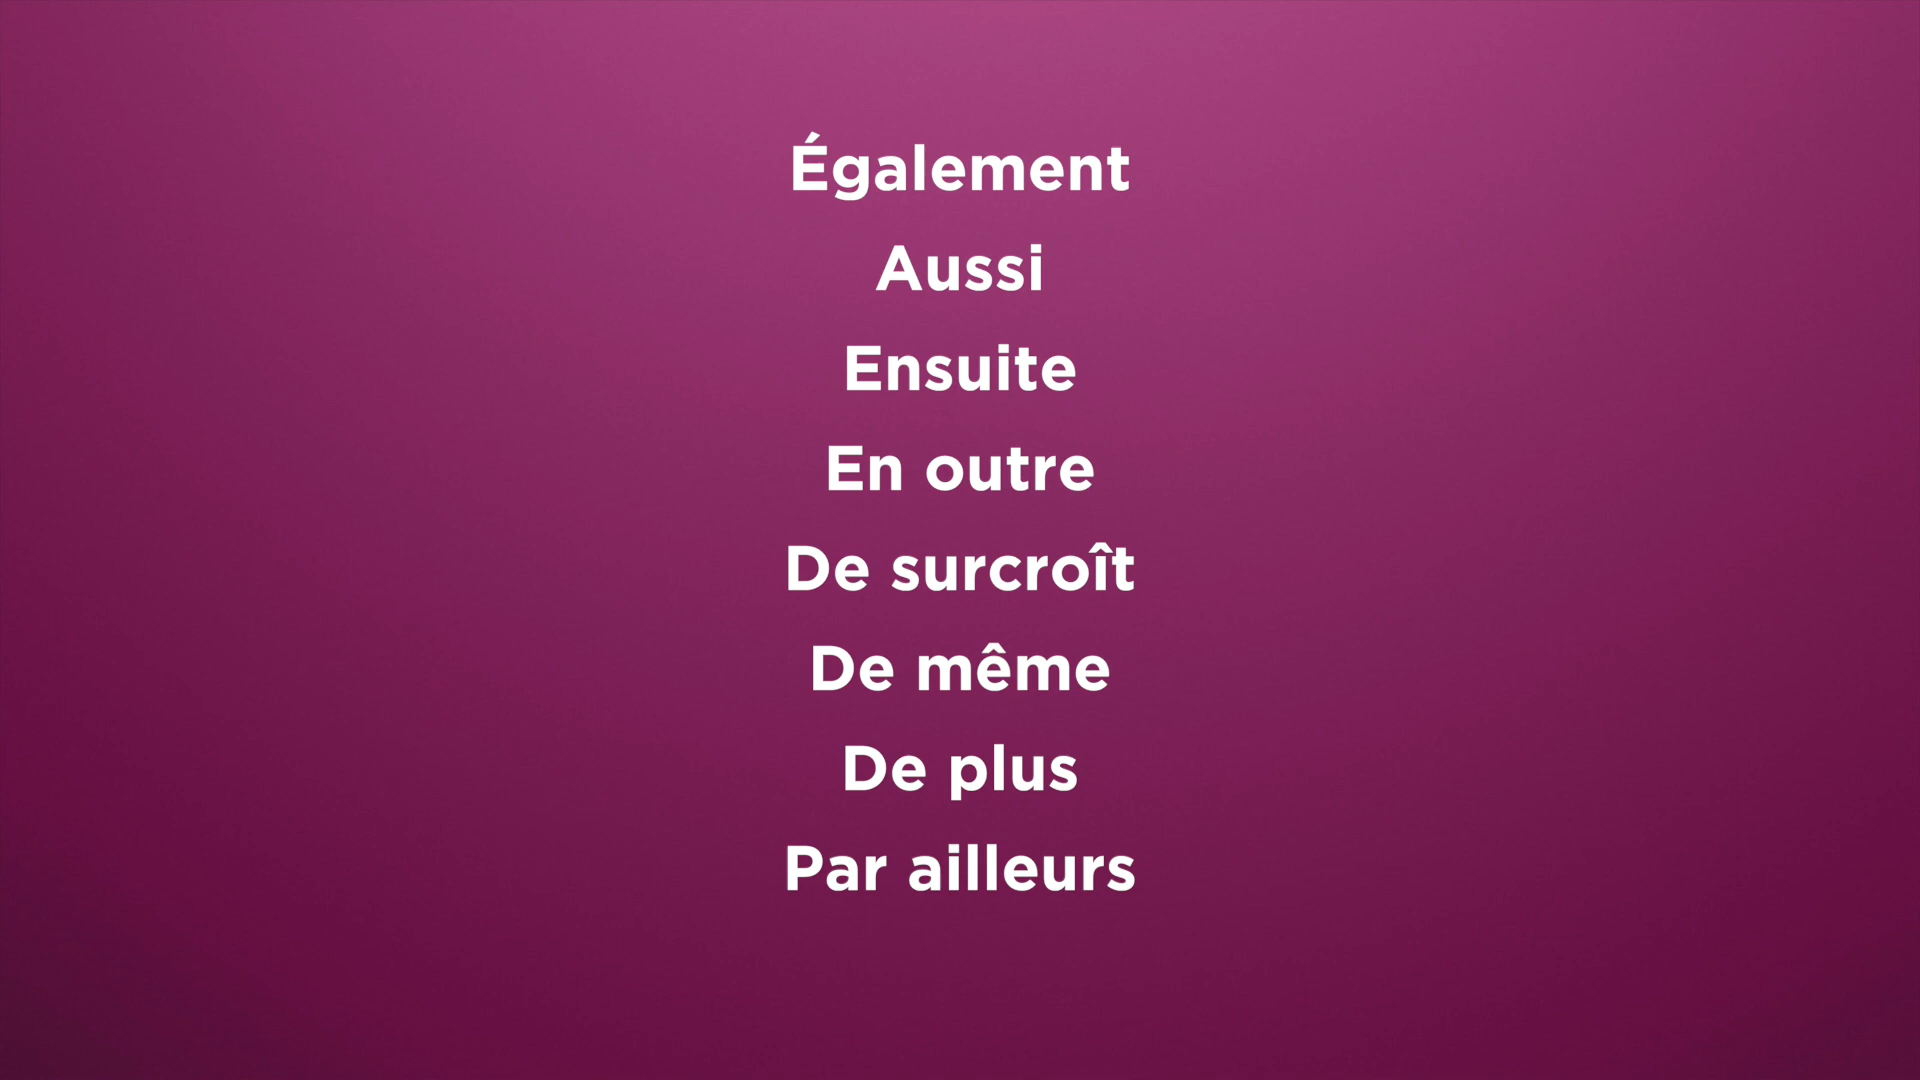 Également
Aussi
Ensuite
En outre
De surcroît
De même
De plus
Par ailleurs